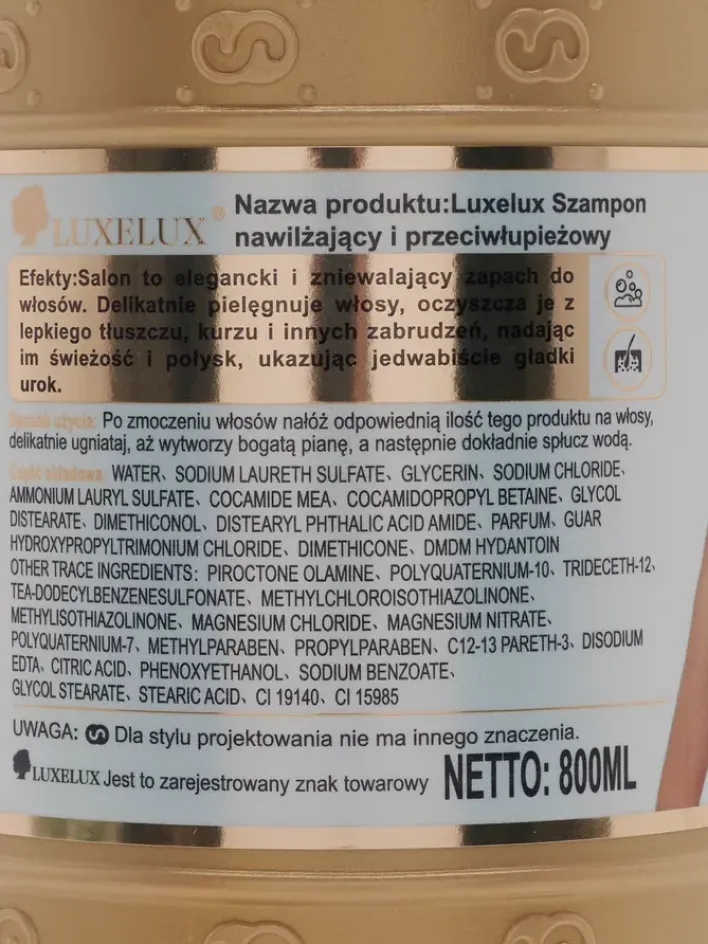 LUXELUX®
Nazwa produktu:Luxelux Szampon
nawilżający i przeciwłupieżowy
Efekty:Salon to elegancki i zniewalający zapach do
włosów. Delikatnie pielęgnuje włosy, oczyszcza je z
lepkiego tłuszczu, kurzu i innych zabrudzeń, nadając
im świeżość i połysk, ukazując jedwabiście gładki
urok.
Sposób użycia: Po zmoczeniu włosów nałóż odpowiednią ilość tego produktu na włosy,
delikatnie ugniataj, aż wytworzy bogatą pianę, a następnie dokładnie spłucz wodą.
Część składowa: WATER、SODIUM LAURETH SULFATE、GLYCERIN、SODIUM CHLORIDE、
AMMONIUM LAURYL SULFATE、COCAMIDE MEA、COCAMIDOPROPYL BETAINE、GLYCOL
DISTEARATE、DIMETHICONOL、DISTEARYL PHTHALIC ACID AMIDE、PARFUM、GUAR
HYDROXYPROPYLTRIMONIUM CHLORIDE、DIMETHICONE、DMDM HYDANTOIN
OTHER TRACE INGREDIENTS：PIROCTONE OLAMINE、POLYQUATERNIUM-10、TRIDECETH-12、
TEA-DODECYLBENZENESULFONATE、METHYLCHLOROISOTHIAZOLINONE、
METHYLISOTHIAZOLINONE、MAGNESIUM CHLORIDE、MAGNESIUM NITRATE、
POLYQUATERNIUM-7、METHYLPARABEN、PROPYLPARABEN、C12-13 PARETH-3、DISODIUM
EDTA、CITRIC ACID、PHENOXYETHANOL、SODIUM BENZOATE、
GLYCOL STEARATE、STEARIC ACID、CI 19140、CI 15985
UWAGA: S Dla stylu projektowania nie ma innego znaczenia.
LUXELUX Jest to zarejestrowany znak towarowy
NETTO: 800ML